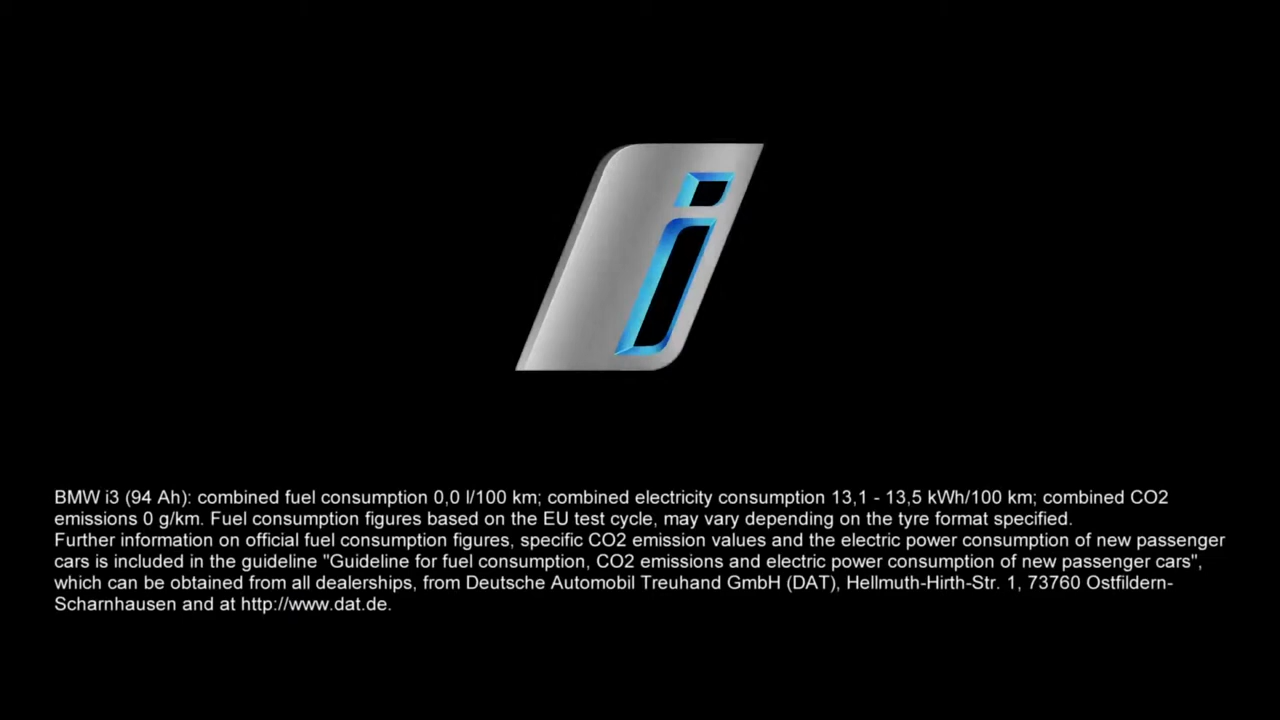 i
BMW i3 (94 Ah): combined fuel consumption 0,0 l/100 km; combined electricity consumption 13,1 - 13,5 kWh/100 km; combined CO2
emissions 0 g/km. Fuel consumption figures based on the EU test cycle, may vary depending on the tyre format specified.
Further information on official fuel consumption figures, specific CO2 emission values and the electric power consumption of new passenger
cars is included in the guideline "Guideline for fuel consumption, CO2 emissions and electric power consumption of new passenger cars",
which can be obtained from all dealerships, from Deutsche Automobil Treuhand GmbH (DAT), Hellmuth-Hirth-Str. 1, 73760 Ostfildern-
Scharnhausen and at http://www.dat.de.